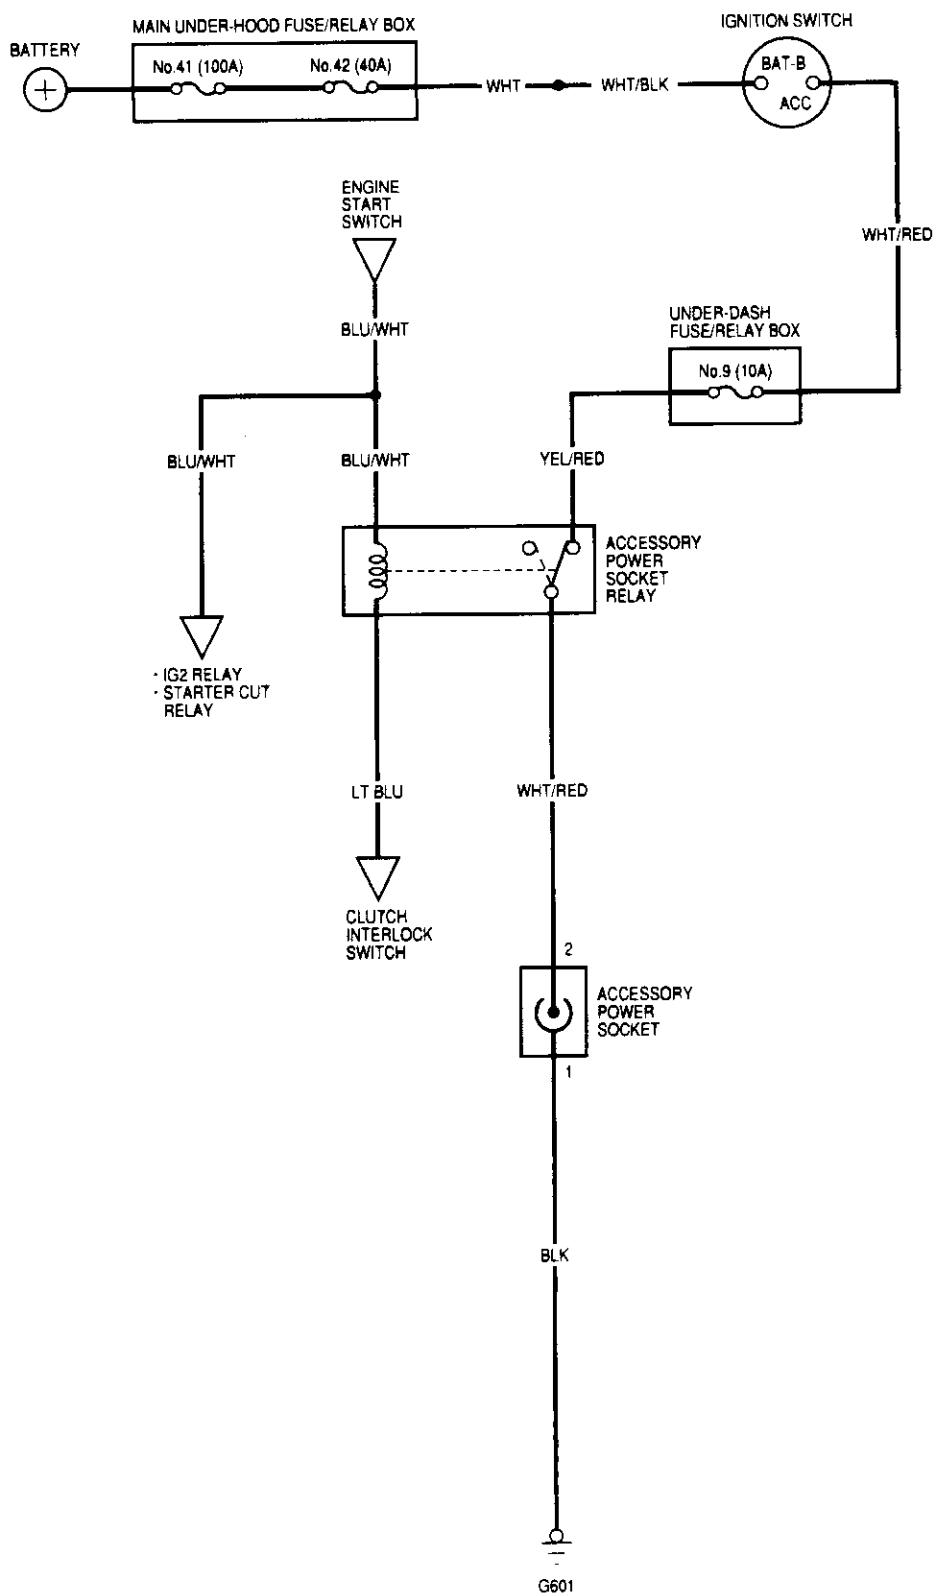 MAIN UNDER-HOOD FUSE/RELAY BOX
IGNITION SWITCH
BATTERY
No.41 (100A)
No.42 (40A)
WHT
WHT/BLK
BAT-B
ACC
+
ENGINE
START
SWITCH
WHT/RED
BLU/WHT
UNDER-DASH
FUSE/RELAY BOX
No.9 (10A)
BLU/WHT
BLU/WHT
YEL/RED
ACCESSORY
POWER
SOCKET
RELAY
· IG2 RELAY
· STARTER CUT
RELAY
LT BLU
WHT/RED
CLUTCH
INTERLOCK
SWITCH
2
ACCESSORY
POWER
SOCKET
1
BLK
G601